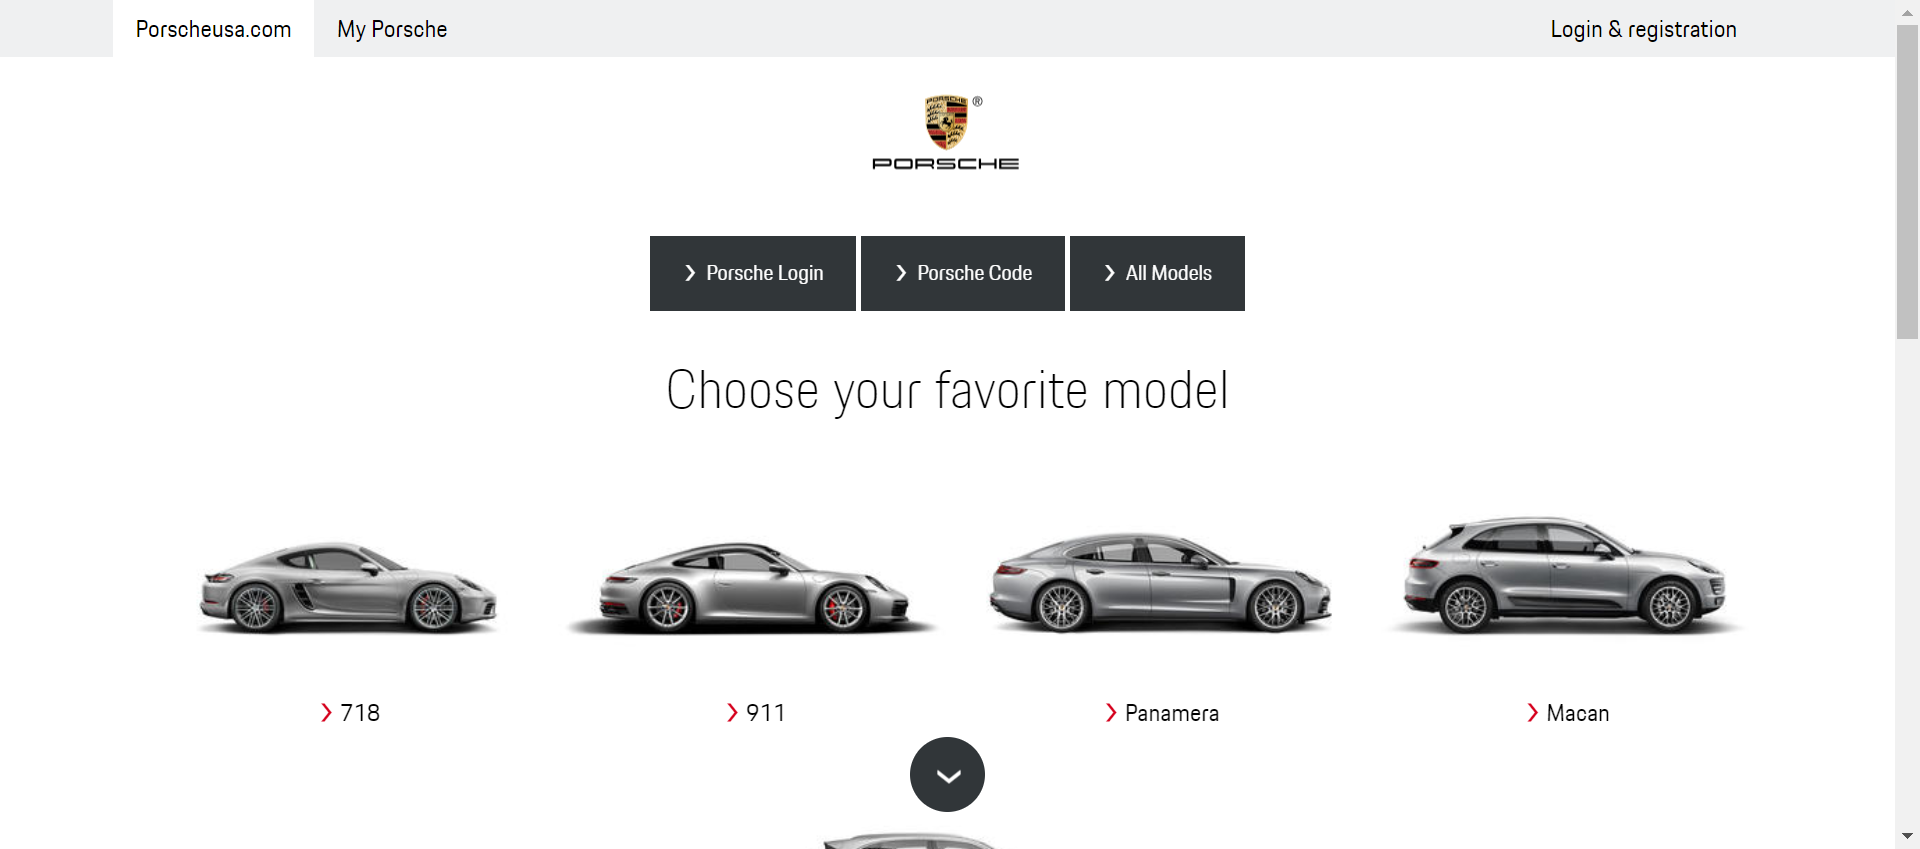 Porscheusa.com My Porsche Login & registration
PORSCHE ®
PORSCHE
Porsche Login Porsche Code All Models
Choose your favorite model
718 911 Panamera Macan